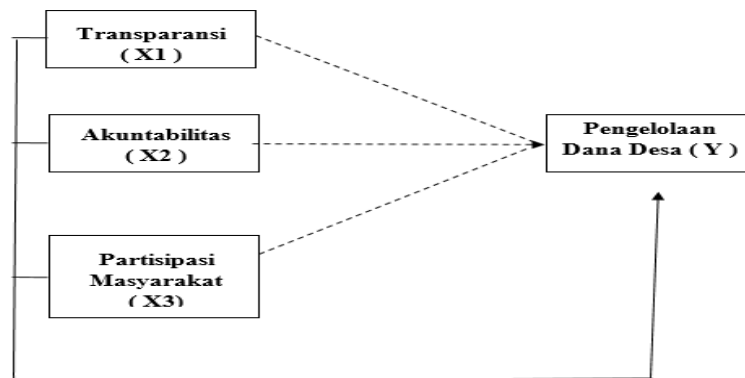 Transparansi
( X1 )
Akuntabilitas
( X2 )
Pengelolaan
Dana Desa ( Y )
Partisipasi
Masyarakat
( X3)